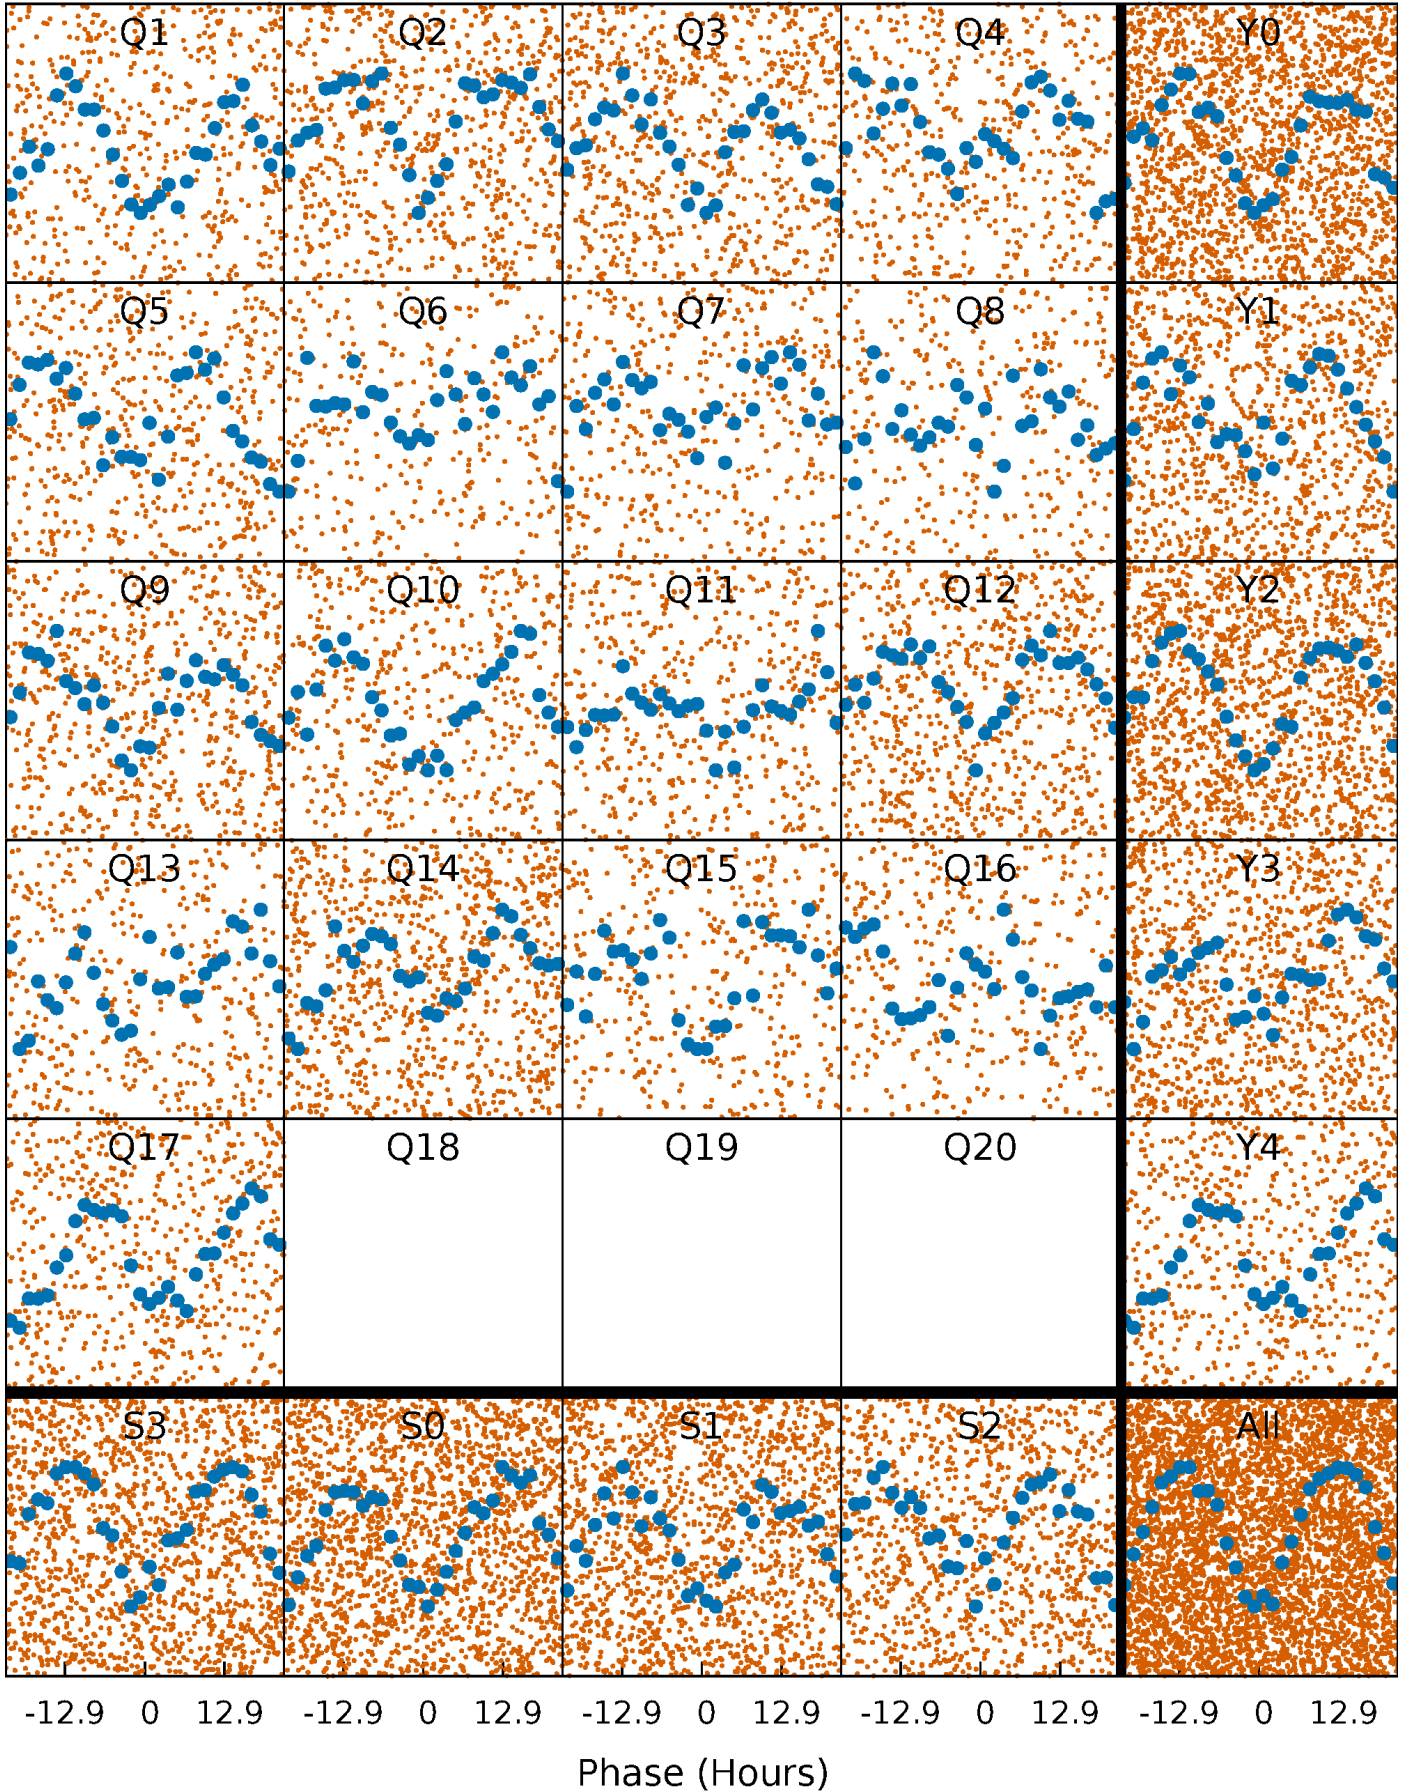 Q1 Q2 Q3 Q4 Y0
Q5 Q6 Q7 Q8 Y1
Q9 Q10 Q11 Q12 Y2
Q13 Q14 Q15 Q16 Y3
Q17 Q18 Q19 Q20 Y4
S3 S0 S1 S2 All
-12.9 0 12.9 -12.9 0 12.9 -12.9 0 12.9 -12.9 0 12.9 -12.9 0 12.9
Phase (Hours)